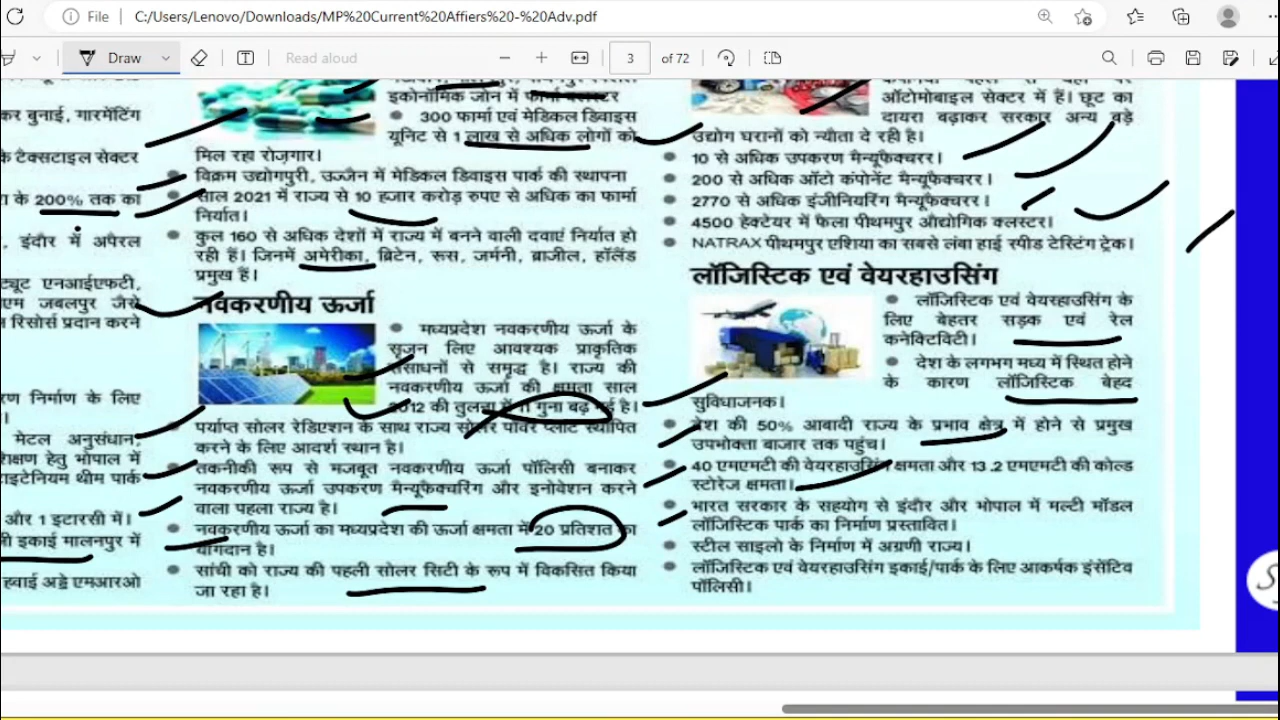 File
C:/Users/Lenovo/Downloads/MP%20Current%20Affiers%20-%20Adv.pdf
Draw
Read aloud
3
of 72
कर बुनाई, गारमेंटिंग
के टैक्सटाइल सेक्टर
रा के 200% तक का
, इंदौर में अपैरल
ट्यूट एनआईएफटी,
एम जबलपुर जैसे
रिसोर्स प्रदान करने
रण निर्माण के लिए
मेटल अनुसंधान,
क्षिण हेतु भोपाल में
टाइटेनियम थीम पार्क
और 1 इटारसी में।
सी इकाई मालनपुर में
हवाई अड्डे एमआरओ
इकोनॉमिक जोन में फार्मा क्लस्टर
300 फार्मा एवं मेडिकल डिवाइस
यूनिट से 1 लाख से अधिक लोगों को
मिल रहा रोज़गार।
विक्रम उद्योगपुरी, उज्जैन में मेडिकल डिवाइस पार्क की स्थापना
साल 2021 में राज्य से 10 हजार करोड़ रुपए से अधिक का फार्मा
निर्यात।
कुल 160 से अधिक देशों में राज्य में बनने वाली दवाएं निर्यात हो
रही हैं। जिनमें अमेरीका, ब्रिटेन, रूस, जर्मनी, ब्राजील, हॉलैंड
प्रमुख हैं।
नवकरणीय ऊर्जा
मध्यप्रदेश नवकरणीय ऊर्जा के
सृजन लिए आवश्यक प्राकृतिक
संसाधनों से समृद्ध है। राज्य की
नवकरणीय ऊर्जा की क्षमता साल
2012 की तुलना में 11 गुना बढ़ गई है।
पर्याप्त सोलर रेडिएशन के साथ राज्य सोलर पॉवर प्लांट स्थापित
करने के लिए आदर्श स्थान है।
तकनीकी रूप से मजबूत नवकरणीय ऊर्जा पॉलिसी बनाकर
नवकरणीय ऊर्जा उपकरण मैन्यूफैक्चरिंग और इनोवेशन करने
वाला पहला राज्य है।
नवकरणीय ऊर्जा का मध्यप्रदेश की ऊर्जा क्षमता में 20 प्रतिशत का
योगदान है।
सांची को राज्य की पहली सोलर सिटी के रूप में विकसित किया
जा रहा है।
ऑटोमोबाइल सेक्टर में हैं। छूट का
दायरा बढ़ाकर सरकार अन्य बड़े
उद्योग घरानों को न्यौता दे रही है।
10 से अधिक उपकरण मैन्यूफेक्चरर।
200 से अधिक ऑटो कंपोनेंट मैन्यूफेक्चरर।
2770 से अधिक इंजीनियरिंग मैन्यूफेक्चरर।
4500 हेक्टेयर में फैला पीथमपुर औद्योगिक क्लस्टर।
NATRAX पीथमपुर एशिया का सबसे लंबा हाई स्पीड टेस्टिंग ट्रेक।
लॉजिस्टिक एवं वेयरहाउसिंग
लॉजिस्टिक एवं वेयरहाउसिंग के
लिए बेहतर सड़क एवं रेल
कनेक्टिविटी।
देश के लगभग मध्य में स्थित होने
के कारण लॉजिस्टिक बेहद
सुविधाजनक।
देश की 50% आबादी राज्य के प्रभाव क्षेत्र में होने से प्रमुख
उपभोक्ता बाजार तक पहुंच।
40 एमएमटी की वेयरहाउसिंग क्षमता और 13.2 एमएमटी की कोल्ड
स्टोरेज क्षमता।
भारत सरकार के सहयोग से इंदौर और भोपाल में मल्टी मॉडल
लॉजिस्टिक पार्क का निर्माण प्रस्तावित।
स्टील साइलो के निर्माण में अग्रणी राज्य।
लॉजिस्टिक एवं वेयरहाउसिंग इकाई/पार्क के लिए आकर्षक इंसेंटिव
पॉलिसी।